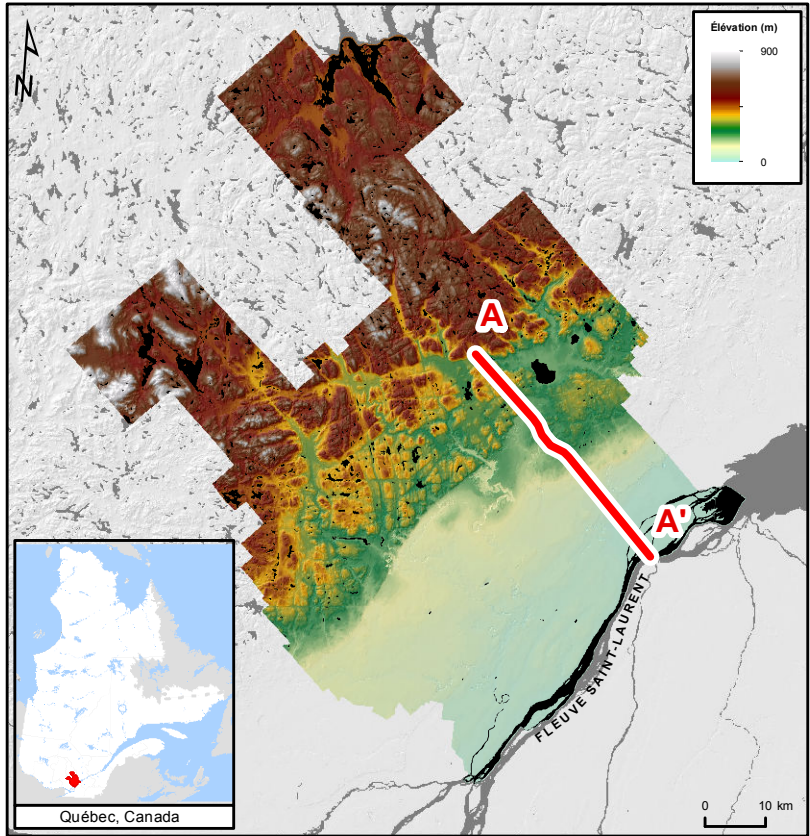 N
Élévation (m)
900
0
A
A'
FLEUVE SAINT-LAURENT
Québec, Canada
0 10 km